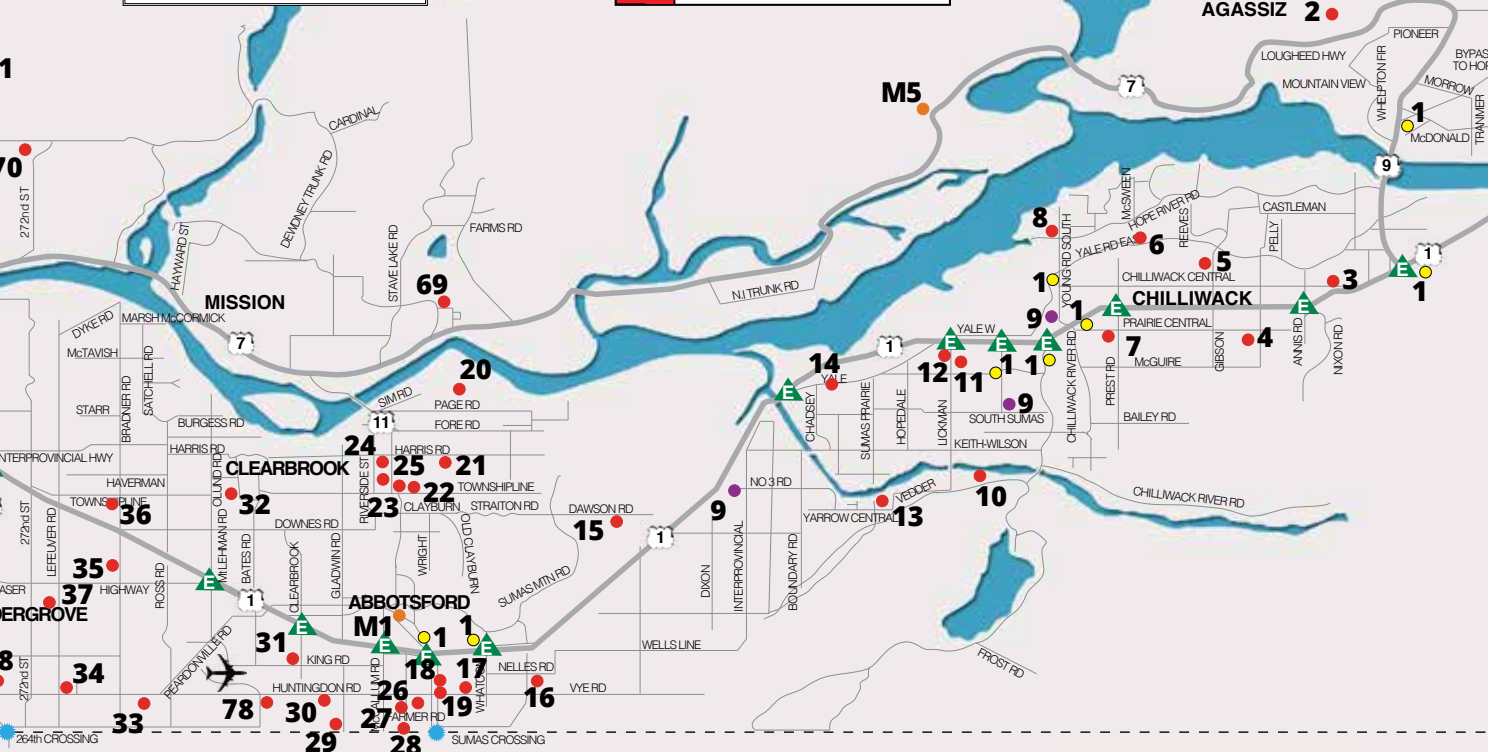 AGASSIZ 2
PIONEER
LOUGHEED HWY
BYPAS
TO HOP
1
MOUNTAIN VIEW
WHELPTON FIR
MORROW
7
M5
1
TRANMER
CARDINAL
McDONALD
70
9
272nd ST
DEWDNEY TRUNK RD
McSWEEN
HOPE RIVER RD
CASTLEMAN
8
REEVES
HAYWARD ST
STAVE LAKE RD
FARMS RD
YOUNG RD SOUTH
YALE RD EAST
6
PELLY
1
5
69
1
CHILLIWACK CENTRAL
3
E
1
MISSION
N.I TRUNK RD
CHILLIWACK
E
E
DYKE RD
MARSH McCORMICK
9
1
PRAIRIE CENTRAL
7
YALE W
1
E
E
E
McTAVISH
SATCHELL RD
7
4
GIBSON
ANNIS RD
NIXON RD
14
YALE
12
11
1
1
McGUIRE
20
E
PREST RD
CHILLIWACK RIVER RD
BRADNER RD
SIM RD
PAGE RD
STARR
CHADSEY
SUMAS PRAIRIE
HOPEDALE
LICKMAN
9
SOUTH SUMAS
BAILEY RD
BURGESS RD
11
FORE RD
24
HARRIS RD
HARRIS RD
KEITH-WILSON
NTERPROVINCIAL HWY
CLEARBROOK
25
21
HAVERMAN
RIVERSIDE ST
22
TOWNSHIPLINE
NO 3 RD
10
VEDDER
CHILLIWACK RIVER RD
TOWNSHIPLINE
36
32
23
CLAYBURN
STRAITON RD
DAWSON RD
9
13
YARROW CENTRAL
272nd ST
LEFEUVER RD
Mt LEHMAN RD
DOWNES RD
15
1
BATES RD
CLEARBROOK
GLADWIN RD
WRIGHT
OLD CLAYBURN
35
DIXON
INTERPROVINCIAL
BOUNDARY RD
ROSS RD
E
SUMAS MTN RD
ASER
HIGHWAY
37
1
ABBOTSFORD
DERGROVE
M1
1
1
31
E
E
E
E
PEARDONVILLE RD
WELLS LINE
FROST RD
8
KING RD
18
17
NELLES RD
272nd ST
34
HUNTINGDON RD
26
16
VYE RD
33
78
30
27
19
FARMER RD
29
28
264th CROSSING
SUMAS CROSSING